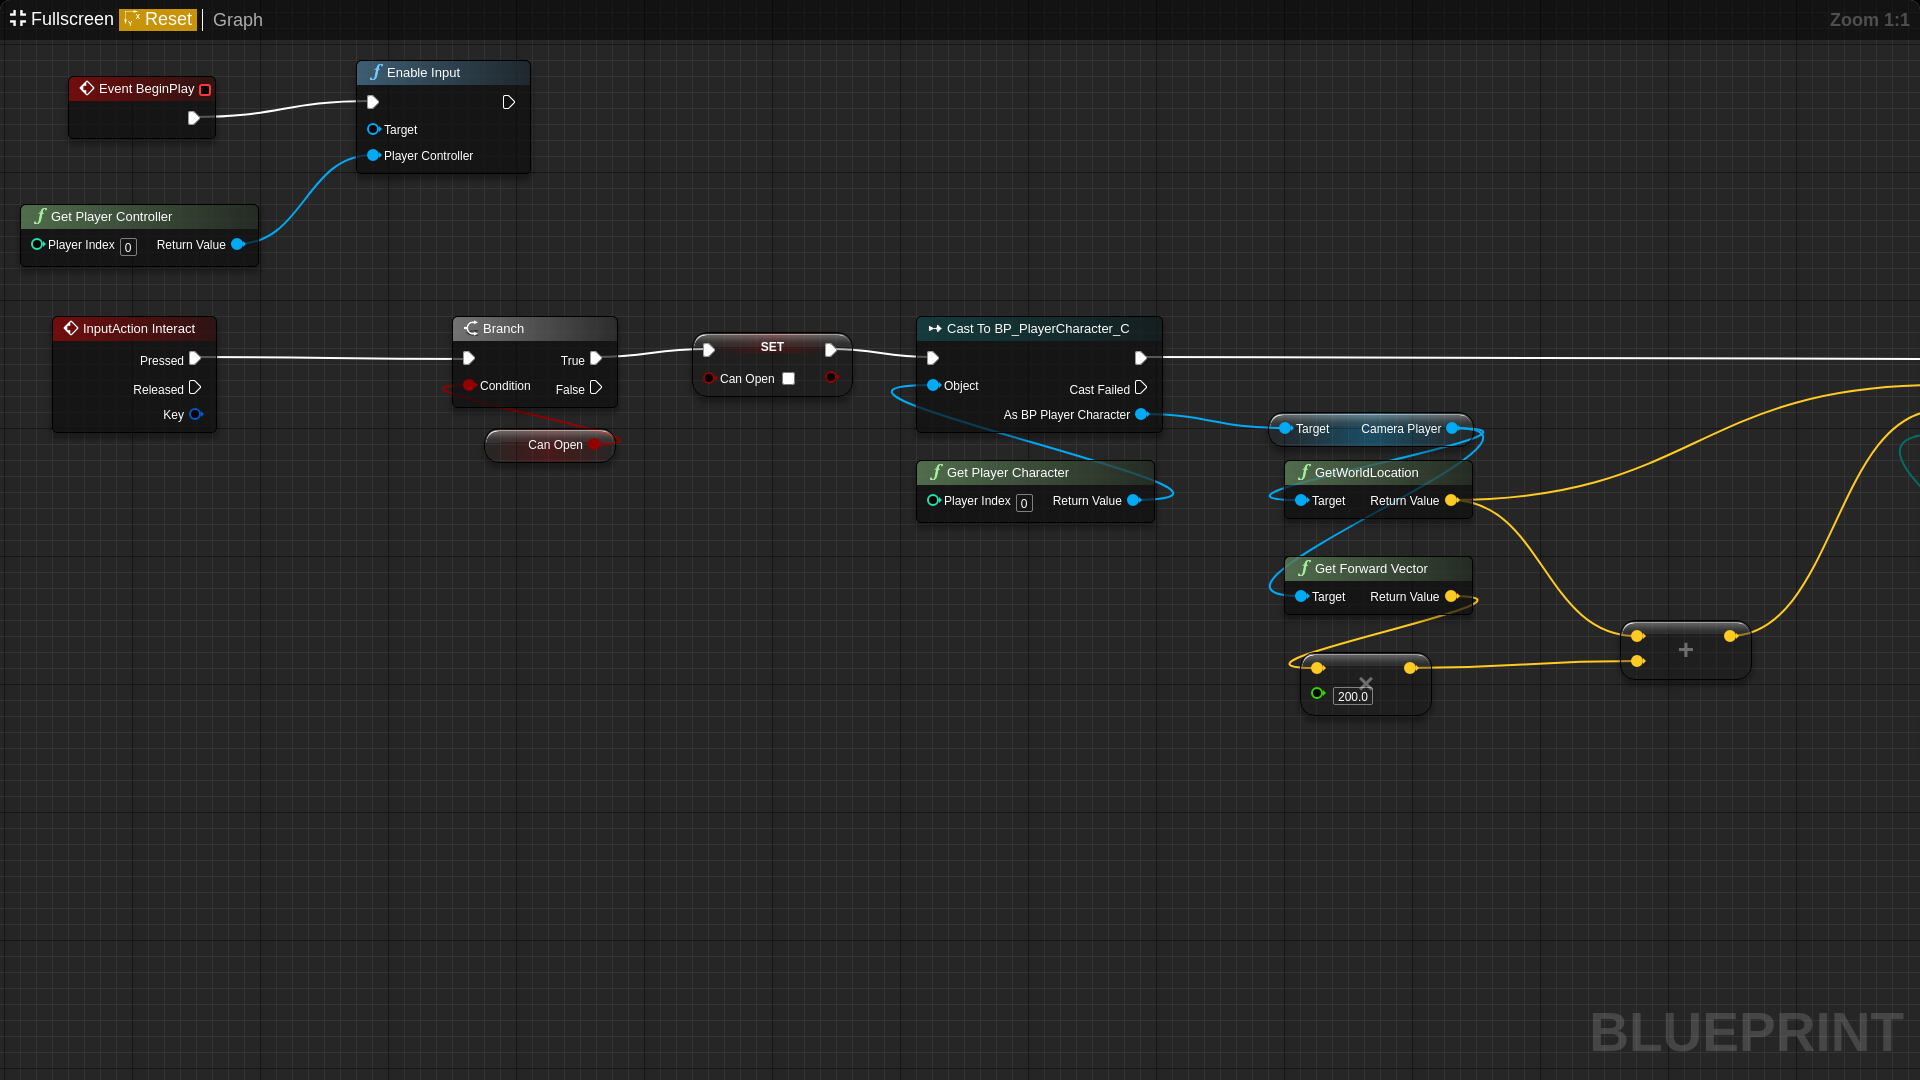 Fullscreen Reset Graph
Zoom 1:1
Event BeginPlay
Enable Input
Target
Player Controller
Get Player Controller
Player Index 0 Return Value
InputAction Interact
Pressed
Released
Key
Branch
True
Condition
False
Can Open
SET
Can Open
Cast To BP_PlayerCharacter_C
Object
Cast Failed
As BP Player Character
Get Player Character
Player Index 0 Return Value
Target Camera Player
GetWorldLocation
Target Return Value
Get Forward Vector
Target Return Value
×
200.0
+
BLUEPRINT